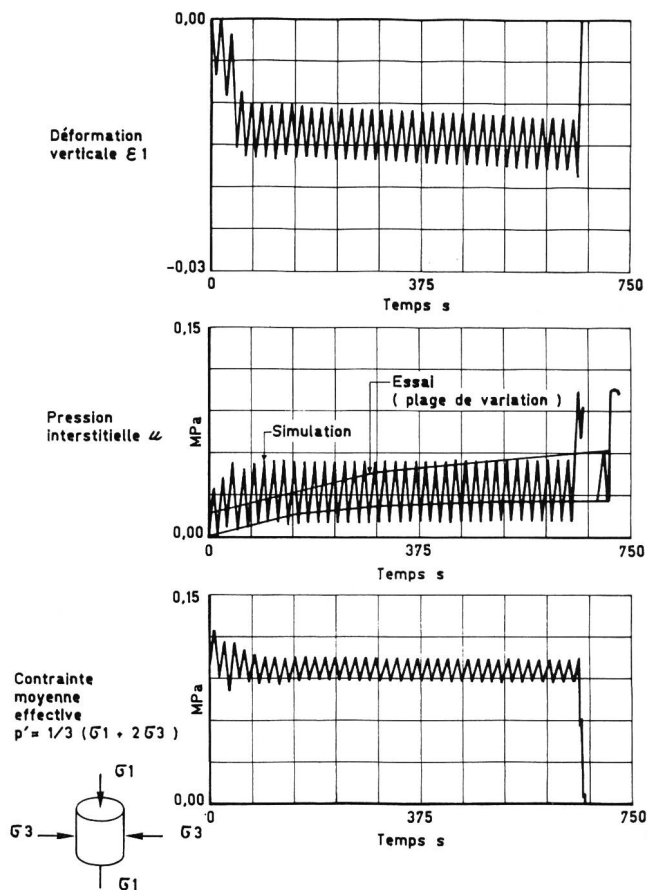 0,00
Déformation
verticale ε1
-0,03
0
375
750
Temps s
0,15
MPa
Essai
( plage de variation )
Simulation
Pression
interstitielle u
0,00
0
375
750
Temps s
0,15
MPa
Contrainte
moyenne
effective
p' = 1/3 (σ1 + 2σ3)
0,00
0
375
750
Temps s
σ1
σ3
σ3
σ1